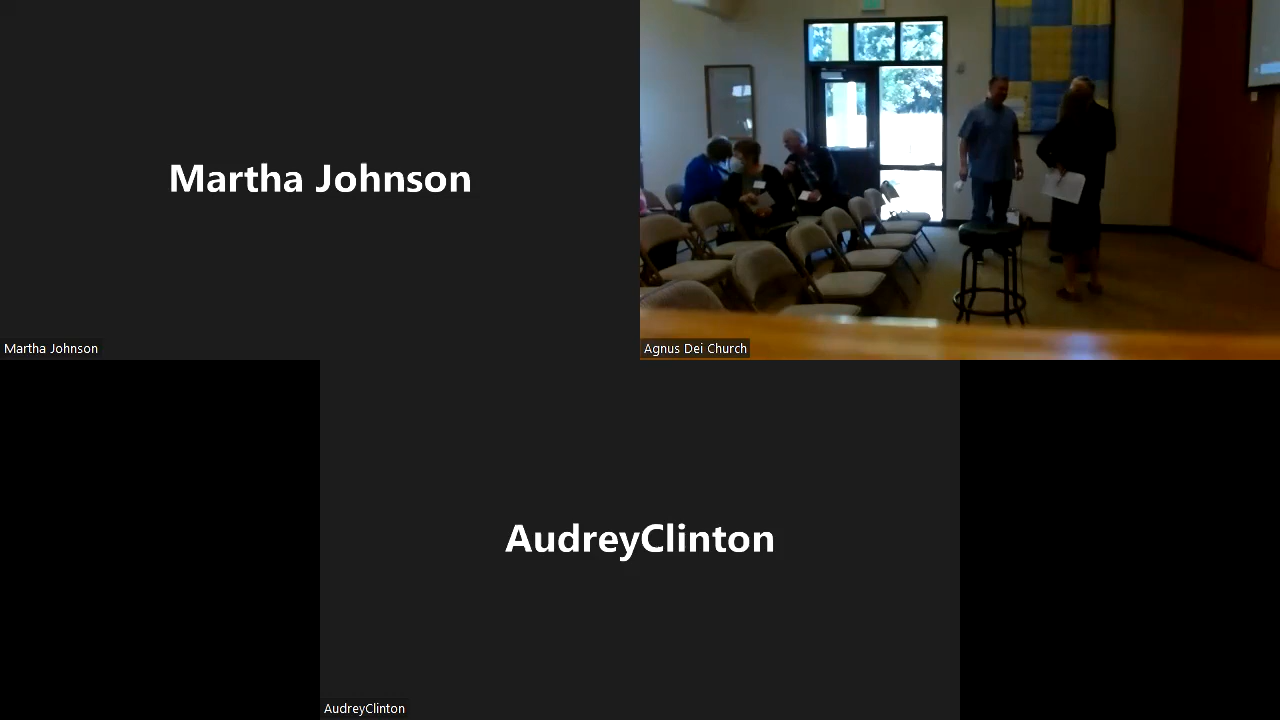 Martha Johnson
Martha Johnson
Agnus Dei Church
AudreyClinton
AudreyClinton